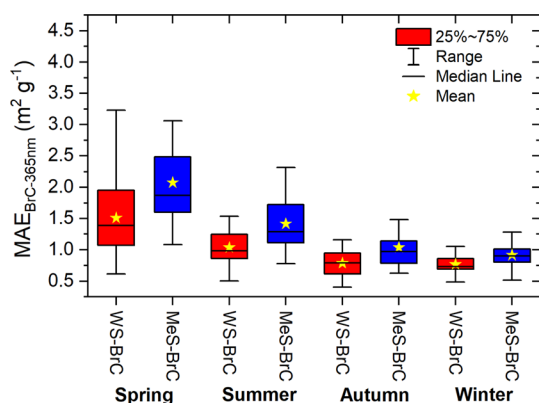 4.5
4.0
3.5
3.0
2.5
2.0
1.5
1.0
0.5
MAE BrC-365nm (m² g-1)
25%~75%
Range
Median Line
Mean
WS-BrC MeS-BrC WS-BrC MeS-BrC WS-BrC MeS-BrC WS-BrC MeS-BrC
Spring Summer Autumn Winter